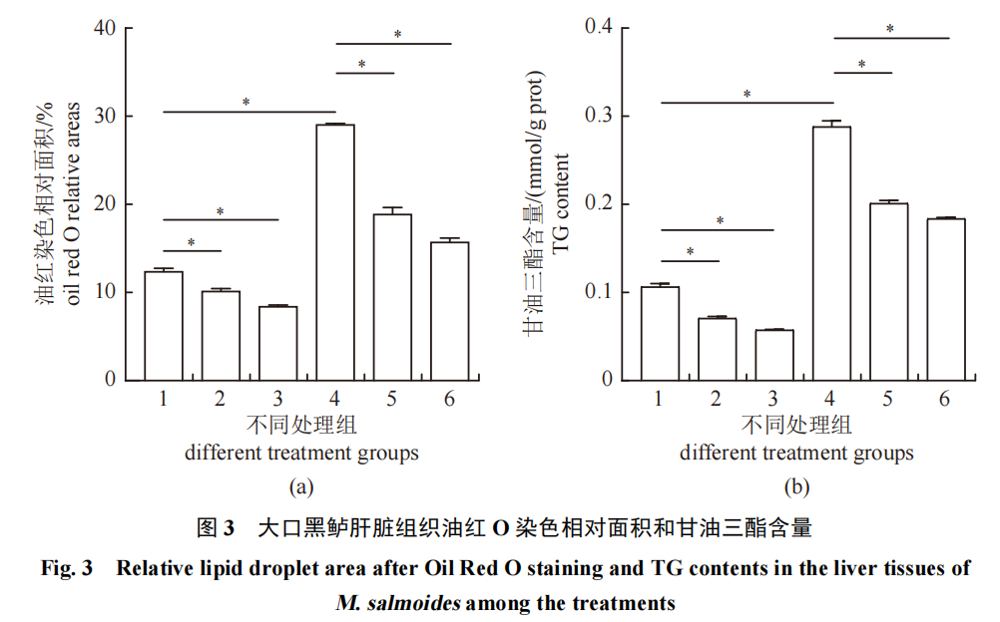 40
30
20
10
0
油红染色相对面积/%
oil red O relative areas
*
*
*
*
*
1 2 3 4 5 6
不同处理组
different treatment groups
(a)
0.4
0.3
0.2
0.1
0
甘油三酯含量/(mmol/g prot)
TG content
*
*
*
*
*
1 2 3 4 5 6
不同处理组
different treatment groups
(b)
图 3 大口黑鲈肝脏组织油红 O 染色相对面积和甘油三酯含量
Fig. 3 Relative lipid droplet area after Oil Red O staining and TG contents in the liver tissues of
M. salmoides among the treatments